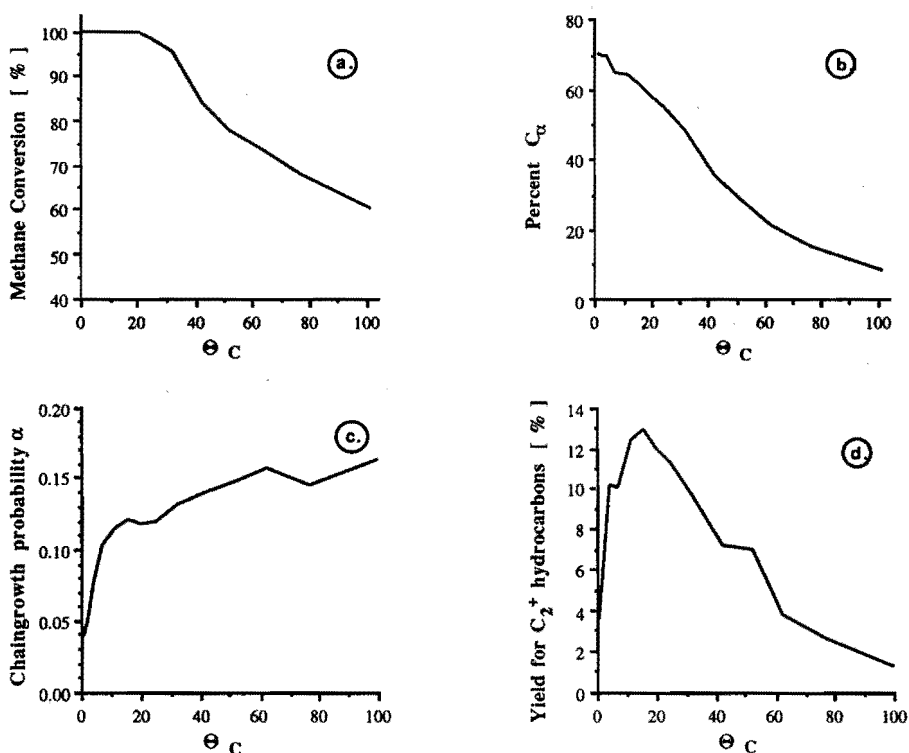 Methane Conversion [ % ]
100
90
80
70
60
50
40
0 20 40 60 80 100
Θ C
a.
Percent Cα
80
60
40
20
0
0 20 40 60 80 100
Θ C
b.
Chaingrowth probability α
0.20
0.15
0.10
0.05
0.00
0 20 40 60 80 100
Θ C
c.
Yield for C2+ hydrocarbons [ % ]
14
12
10
8
6
4
2
0
0 20 40 60 80 100
Θ C
d.